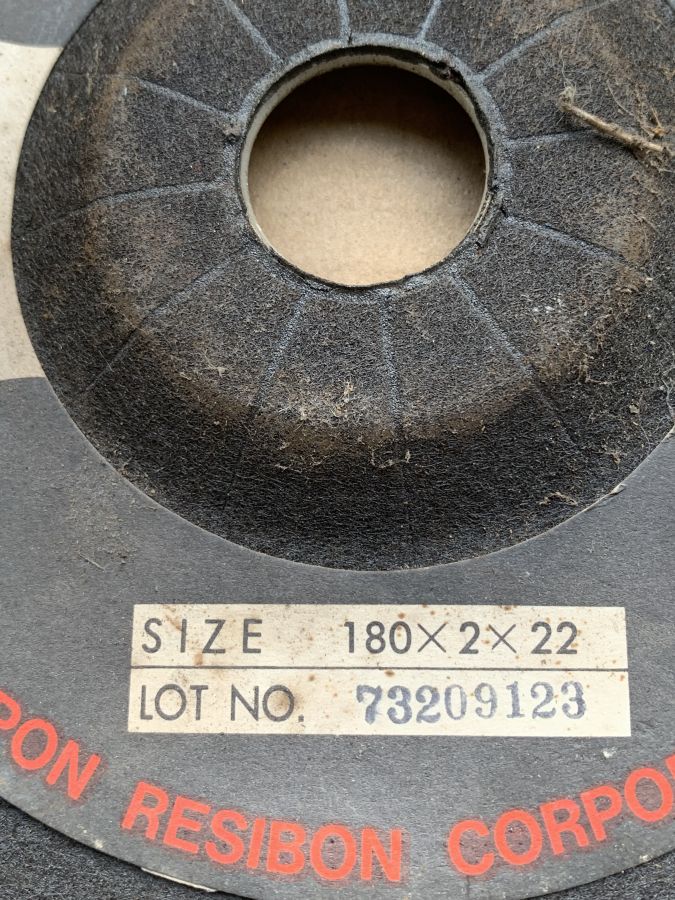 SIZE 180×2×22
LOT NO. 73209123
PON RESIBON CORPO